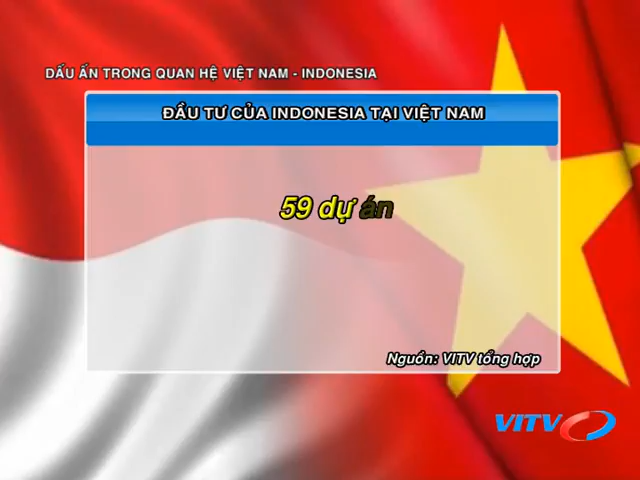 DẤU ẤN TRONG QUAN HỆ VIỆT NAM - INDONESIA
ĐẦU TƯ CỦA INDONESIA TẠI VIỆT NAM
59 dự án
Nguồn: VITV tổng hợp
VITV